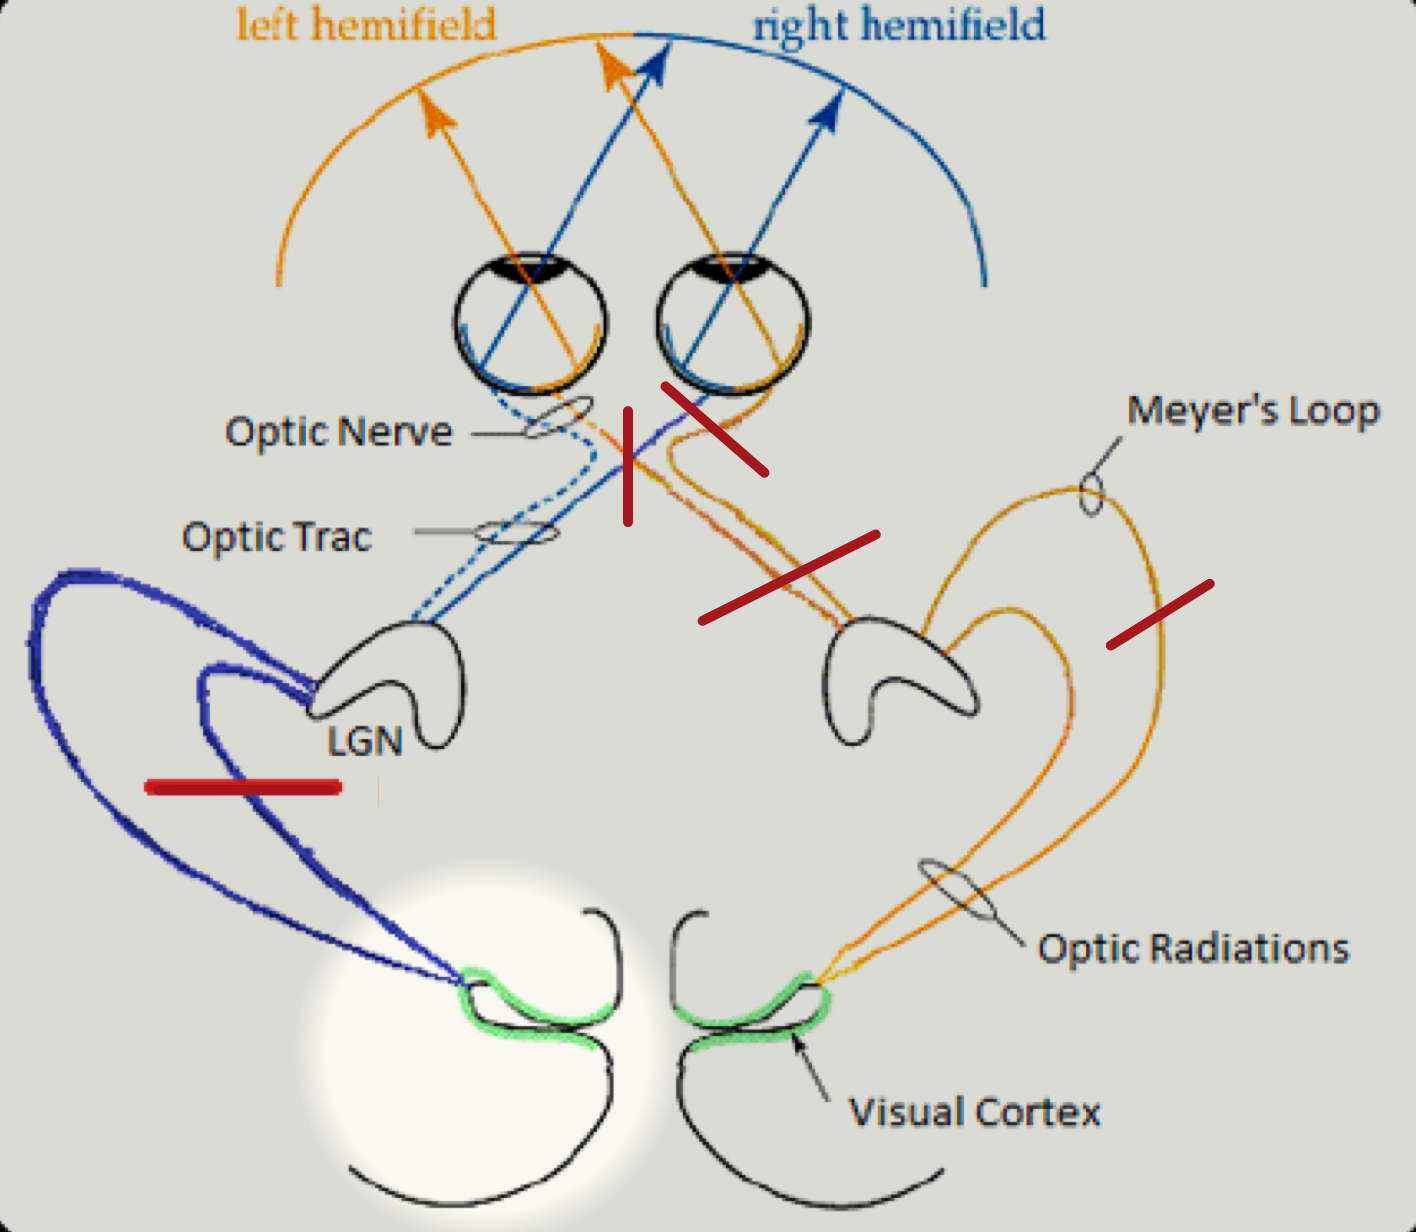 left hemifield
right hemifield
Meyer's Loop
Optic Nerve
Optic Trac
LGN
Optic Radiations
Visual Cortex